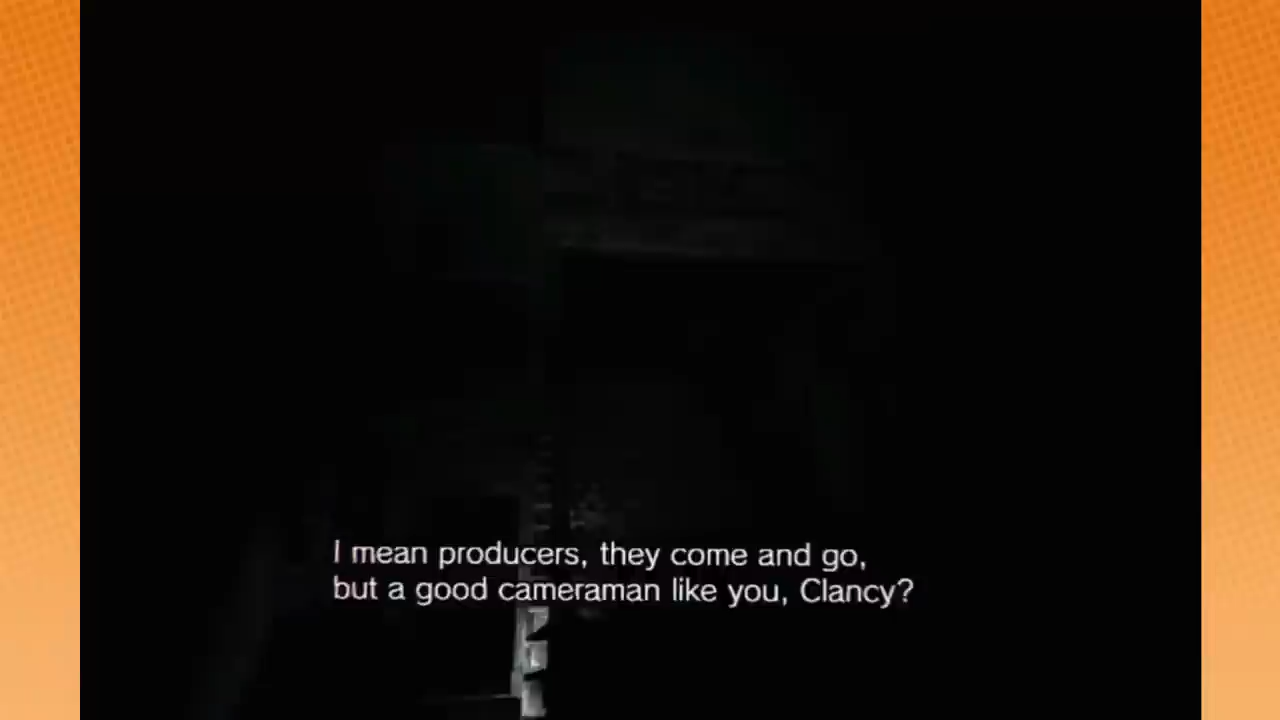 I mean producers, they come and go,
but a good cameraman like you, Clancy?